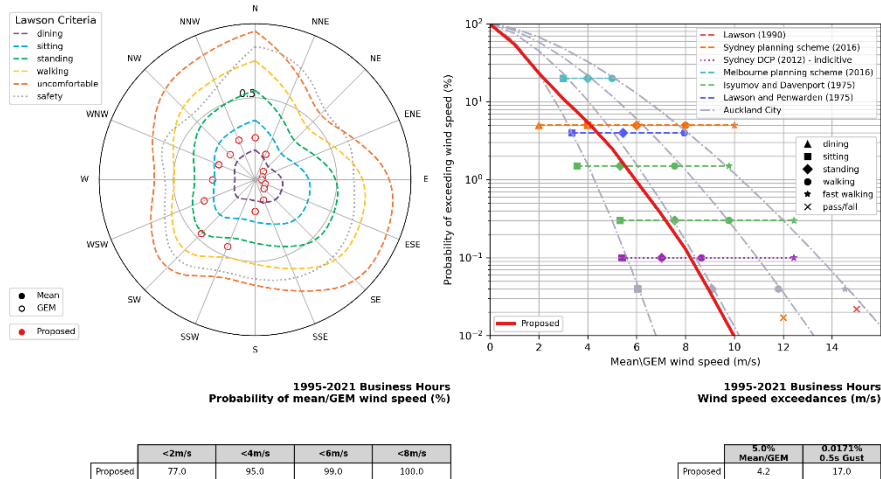 Lawson Criteria
dining
sitting
standing
walking
uncomfortable
safety
N
NNE
NE
ENE
E
ESE
SE
SSE
S
SSW
SW
WSW
W
WNW
NW
NNW
0.5
Mean
GEM
Proposed
1995-2021 Business Hours
Probability of mean/GEM wind speed (%)
<2m/s <4m/s <6m/s <8m/s
Proposed 77.0 95.0 99.0 100.0
Probability of exceeding wind speed (%)
10²
10¹
10⁰
10⁻¹
10⁻²
Lawson (1990)
Sydney planning scheme (2016)
Sydney DCP (2012) - Indicitive
Melbourne planning scheme (2016)
Isyumov and Davenport (1975)
Lawson and Penwarden (1975)
Auckland City
dining
sitting
standing
walking
fast walking
pass/fail
Proposed
0 2 4 6 8 10 12 14
Mean\GEM wind speed (m/s)
1995-2021 Business Hours
Wind speed exceedances (m/s)
5.0% Mean/GEM 0.0171% 0.5s Gust
Proposed 4.2 17.0